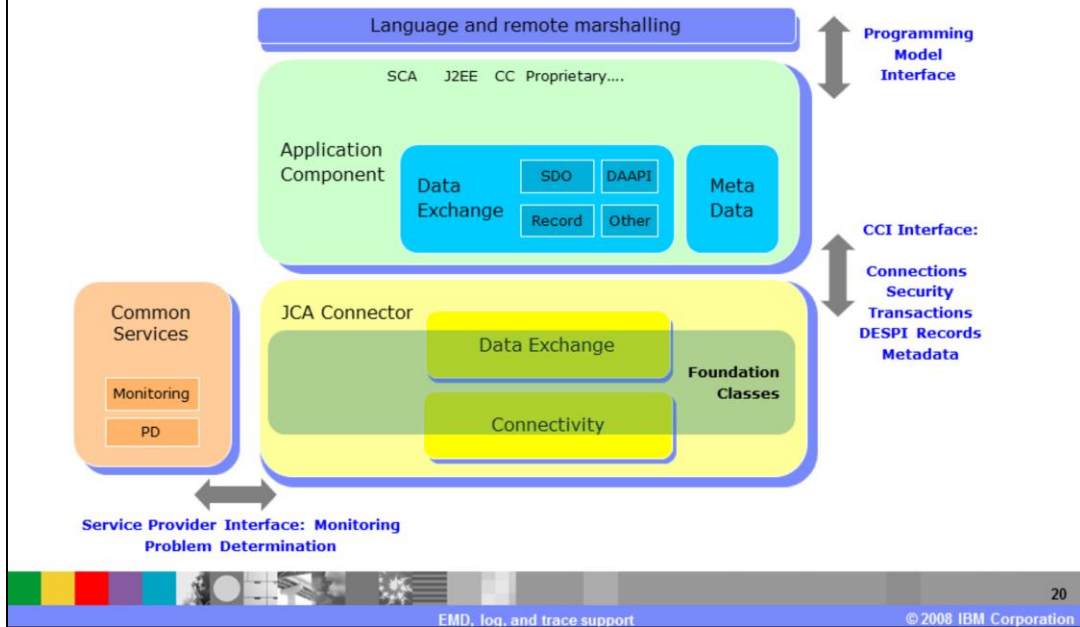 Language and remote marshalling
Programming
Model
Interface
SCA J2EE CC Proprietary....
Application
Component
Data
Exchange
SDO
DAAPI
Record
Other
Meta
Data
CCI Interface:
Connections
Security
Transactions
DESPI Records
Metadata
Common
Services
Monitoring
PD
JCA Connector
Data Exchange
Foundation
Classes
Connectivity
Service Provider Interface: Monitoring
Problem Determination
20
EMD, log, and trace support
© 2008 IBM Corporation